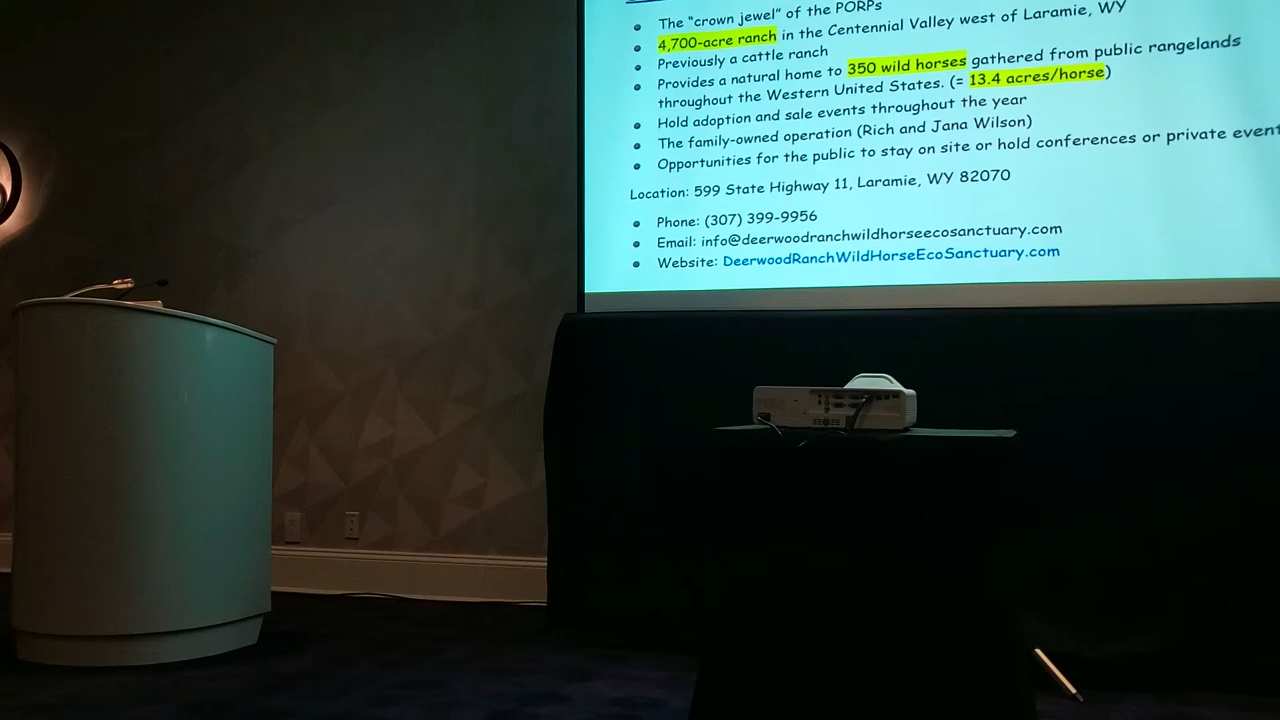 The "crown jewel" of the PORPs
4,700-acre ranch in the Centennial Valley west of Laramie, WY
Previously a cattle ranch
Provides a natural home to 350 wild horses gathered from public rangelands
throughout the Western United States. (= 13.4 acres/horse)
Hold adoption and sale events throughout the year
The family-owned operation (Rich and Jana Wilson)
Opportunities for the public to stay on site or hold conferences or private event
Location: 599 State Highway 11, Laramie, WY 82070
Phone: (307) 399-9956
Email: info@deerwoodranchwildhorseecosanctuary.com
Website: DeerwoodRanchWildHorseEcoSanctuary.com